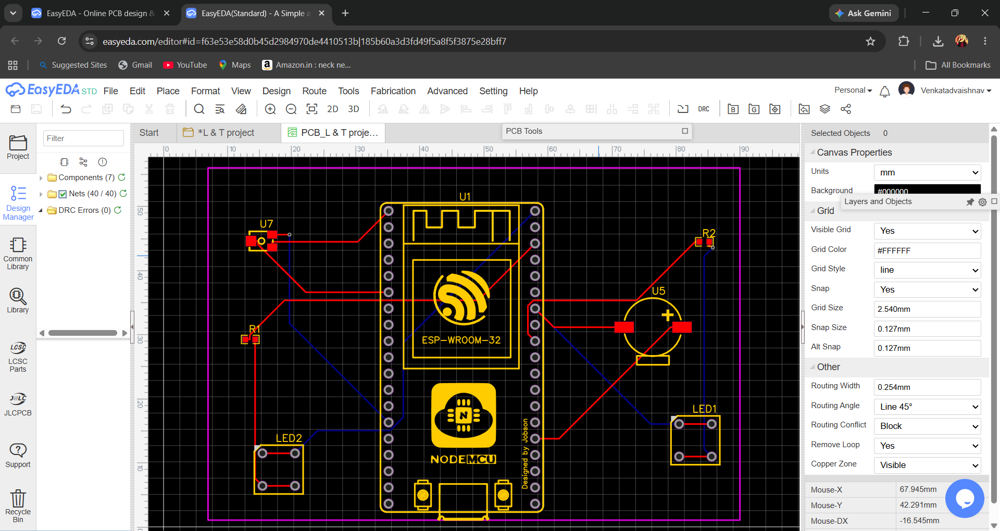 EasyEDA - Online PCB design &
EasyEDA(Standard) - A Simple a
Ask Gemini
easyeda.com/editor#id=f63e53e58d0b45d2984970de4410513b|185b60a3d3fd49f5a8f5f3875e28bff7
Suggested Sites
Gmail
YouTube
Maps
Amazon.in : neck ne...
All Bookmarks
EasyEDA STD
File
Edit
Place
Format
View
Design
Route
Tools
Fabrication
Advanced
Setting
Help
Personal
Venkatadvaishnav
2D
3D
DRC
B
G
Project
Design
Manager
Common
Library
Library
LCSC
LCSC
Parts
J@LC
JLCPCB
Support
Recycle
Bin
Filter
Components (7)
Nets (40 / 40)
DRC Errors (0)
Start
*L & T project
PCB_L & T proje...
PCB Tools
0
10
20
30
40
50
60
70
80
90
50
40
30
20
10
0
U1
U7
R2
U5
R1
ESP-WROOM-32
LED1
LED2
N
NODEMCU
Designed by Jobson
Selected Objects 0
Canvas Properties
Units mm
Background #000000
Layers and Objects
Grid
Visible Grid Yes
Grid Color #FFFFFF
Grid Style line
Snap Yes
Grid Size 2.540mm
Snap Size 0.127mm
Alt Snap 0.127mm
Other
Routing Width 0.254mm
Routing Angle Line 45°
Routing Conflict Block
Remove Loop Yes
Copper Zone Visible
Mouse-X 67.945mm
Mouse-Y 42.291mm
Mouse-DX -16.545mm